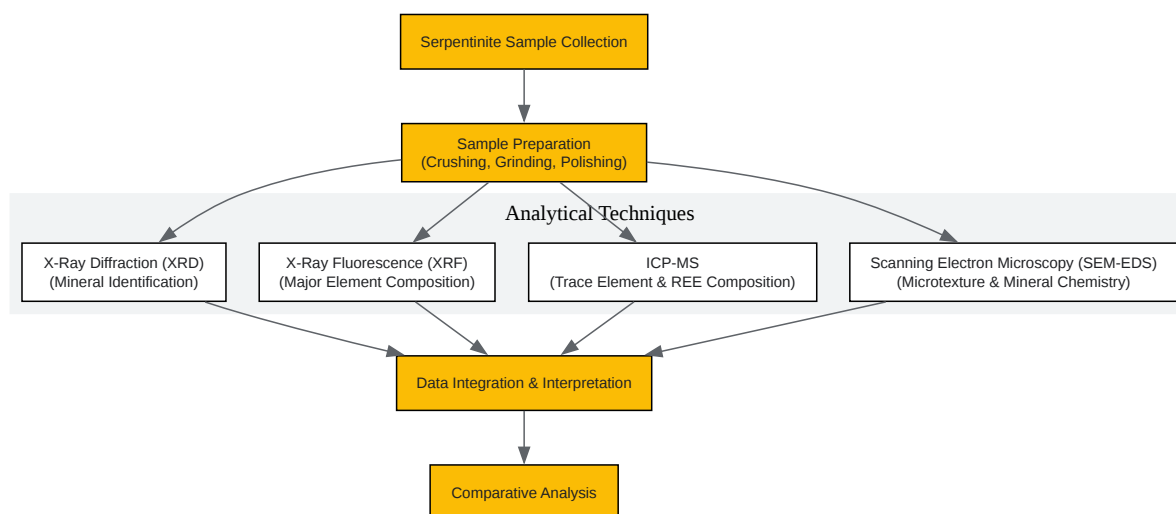 Serpentinite Sample Collection
Sample Preparation
(Crushing, Grinding, Polishing)
Analytical Techniques
X-Ray Diffraction (XRD)
(Mineral Identification)
X-Ray Fluorescence (XRF)
(Major Element Composition)
ICP-MS
(Trace Element & REE Composition)
Scanning Electron Microscopy (SEM-EDS)
(Microtexture & Mineral Chemistry)
Data Integration & Interpretation
Comparative Analysis